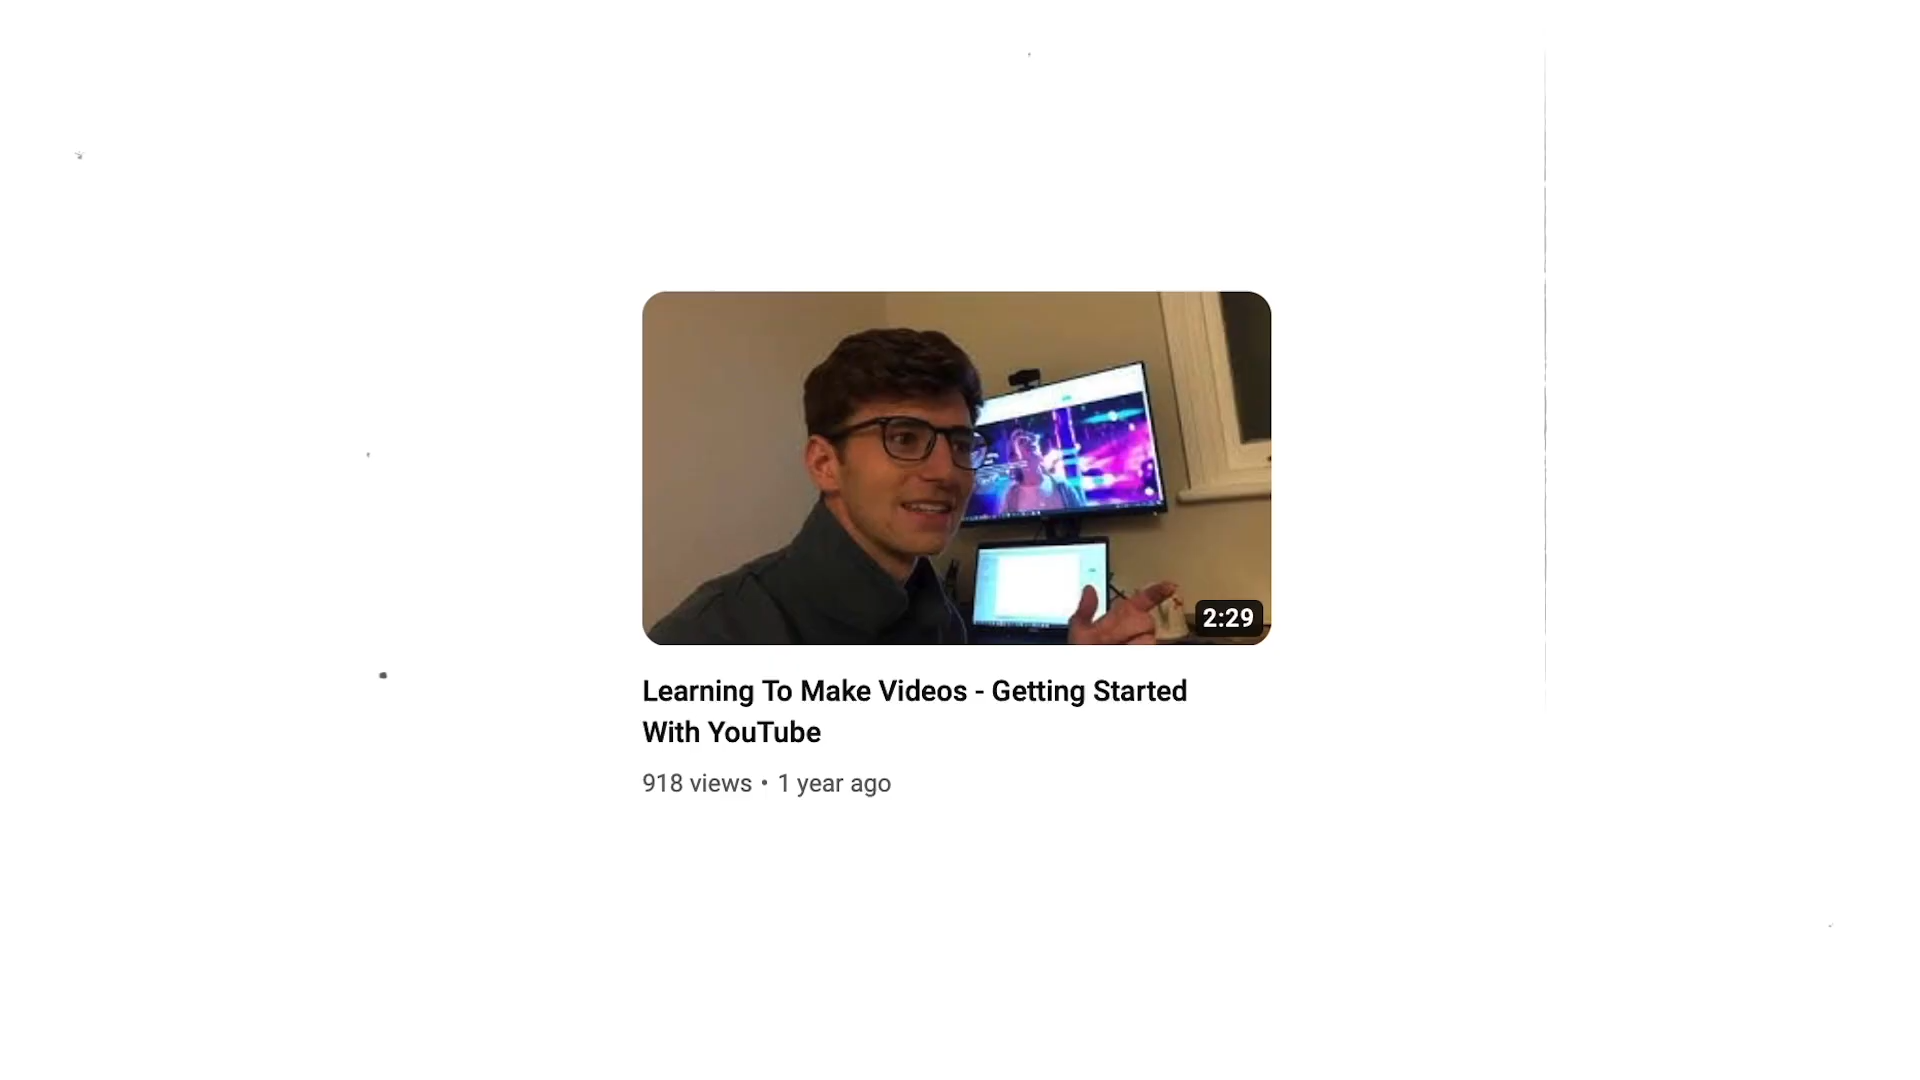 2:29
Learning To Make Videos - Getting Started
With YouTube
918 views • 1 year ago